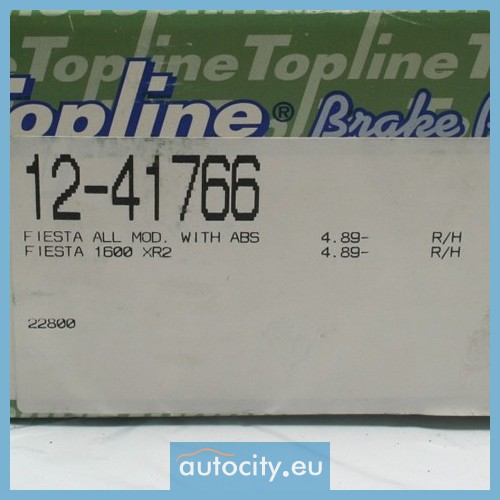 Topline Topline
Topline® Brake
12-41766
FIESTA ALL MOD. WITH ABS 4.89- R/H
FIESTA 1600 XR2 4.89- R/H
22800
autocity.eu